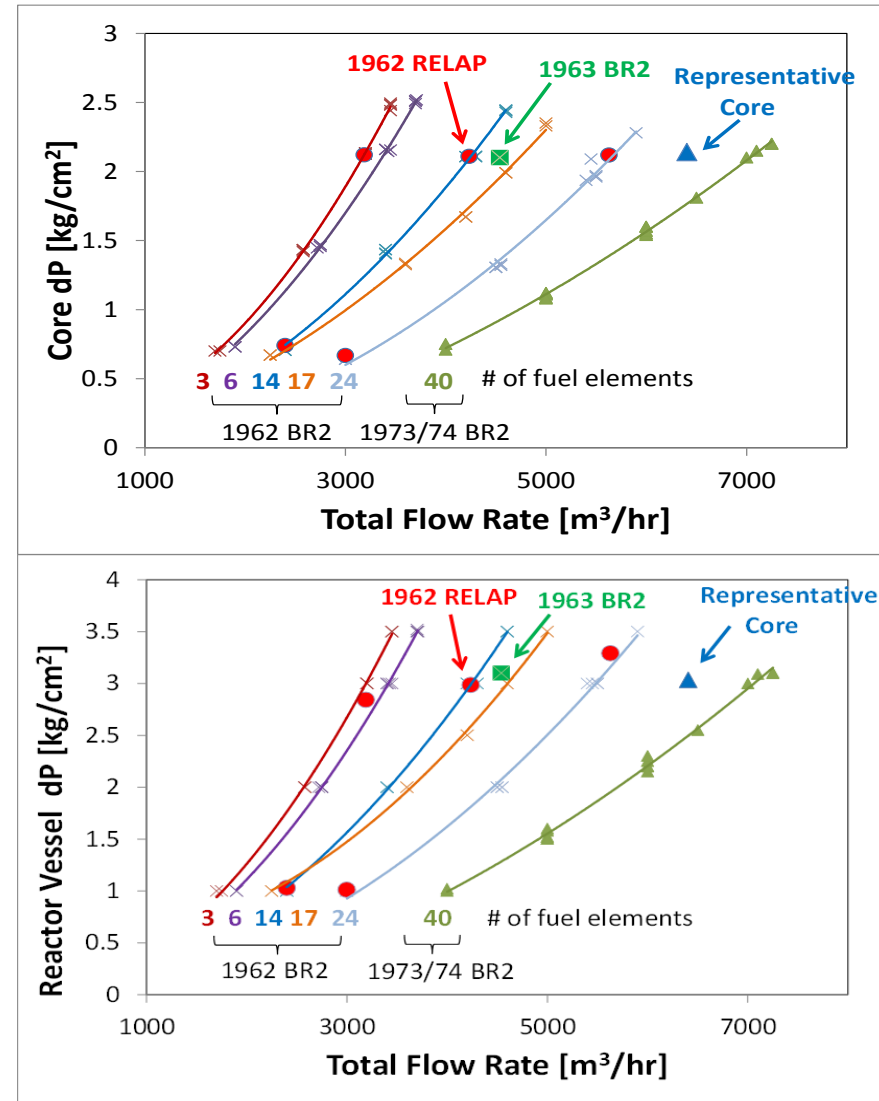 3
2.5
2
1.5
1
0.5
0
Core dP [kg/cm²]
1962 RELAP
1963 BR2
Representative
Core
3 6 14 17 24 40 # of fuel elements
1962 BR2
1973/74 BR2
1000 3000 5000 7000
Total Flow Rate [m³/hr]
4
3.5
3
2.5
2
1.5
1
0.5
0
Reactor Vessel dP [kg/cm²]
1962 RELAP
1963 BR2
Representative
Core
3 6 14 17 24 40 # of fuel elements
1962 BR2
1973/74 BR2
1000 3000 5000 7000
Total Flow Rate [m³/hr]